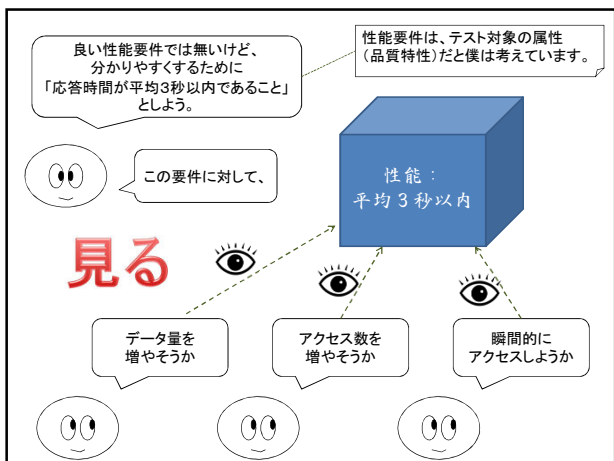 良い性能要件では無いけど、
分かりやすくするために
「応答時間が平均3秒以内であること」
としよう。
性能要件は、テスト対象の属性
(品質特性)だと僕は考えています。
この要件に対して、
性能:
平均3秒以内
見る
データ量を
増やそうか
アクセス数を
増やそうか
瞬間的に
アクセスしようか